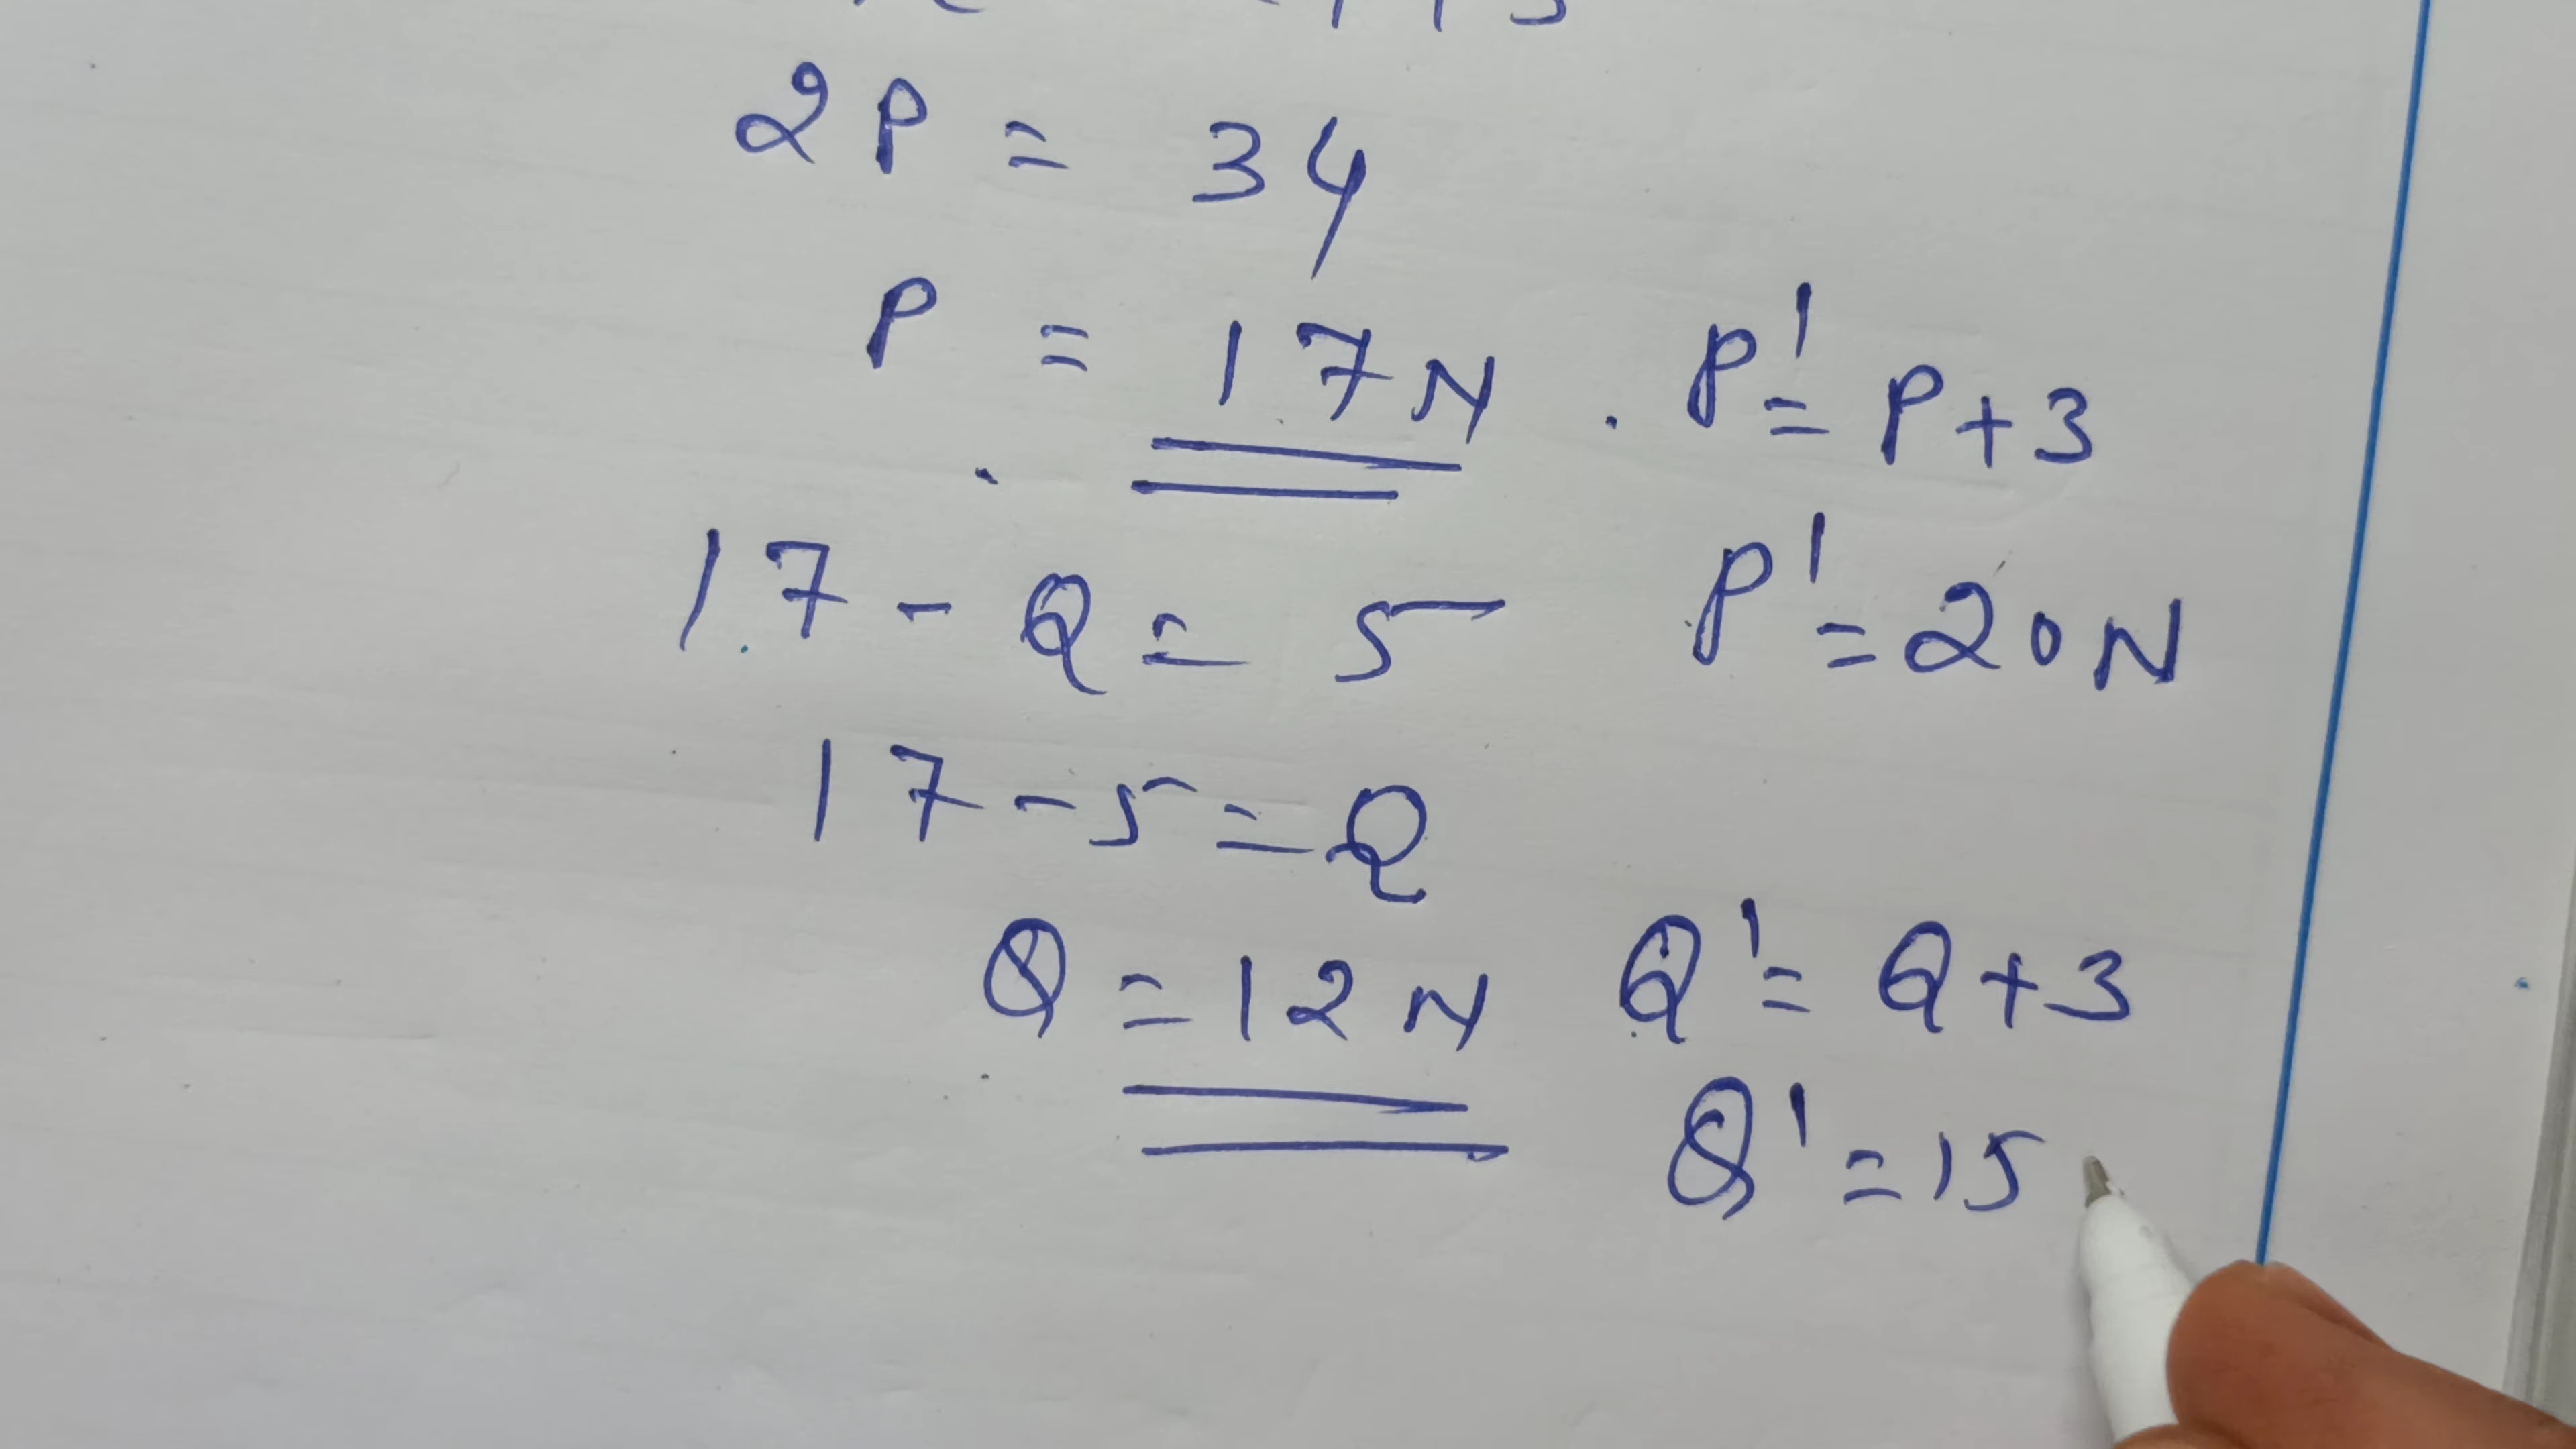 2P = 34
P = 17N . P' = P+3
17 - Q = 5 P' = 20N
17 - 5 = Q
Q = 12N Q' = Q+3
Q' = 15